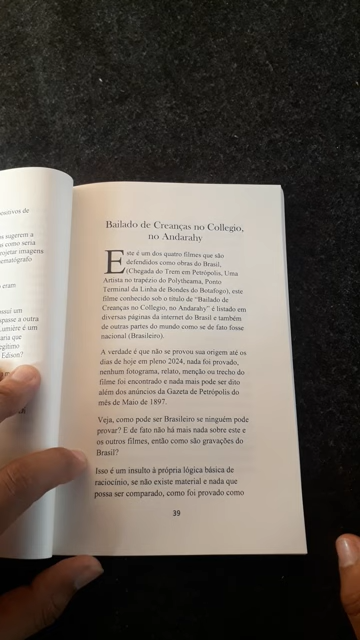 ositivos de
os sugerem a
s como seria
rojetar imagens
ematógrafo
eram
ossui um
spasse a outra
Lumière é um
aria que
egítimo
Edison?
Bailado de Creanças no Collegio,
no Andarahy
Este é um dos quatro filmes que são
defendidos como obras do Brasil,
(Chegada do Trem em Petrópolis, Uma
Artista no trapézio do Polytheama, Ponto
Terminal da Linha de Bondes do Botafogo), este
filme conhecido sob o título de "Bailado de
Creanças no Collegio, no Andarahy" é listado em
diversas páginas da internet do Brasil e também
de outras partes do mundo como se de fato fosse
nacional (Brasileiro).
A verdade é que não se provou sua origem até os
dias de hoje em pleno 2024, nada foi provado,
nenhum fotograma, relato, menção ou trecho do
filme foi encontrado e nada mais pode ser dito
além dos anúncios da Gazeta de Petrópolis do
mês de Maio de 1897.
Veja, como pode ser Brasileiro se ninguém pode
provar? E de fato não há mais nada sobre este e
os outros filmes, então como são gravações do
Brasil?
Isso é um insulto à própria lógica básica de
raciocínio, se não existe material e nada que
possa ser comparado, como foi provado como
39